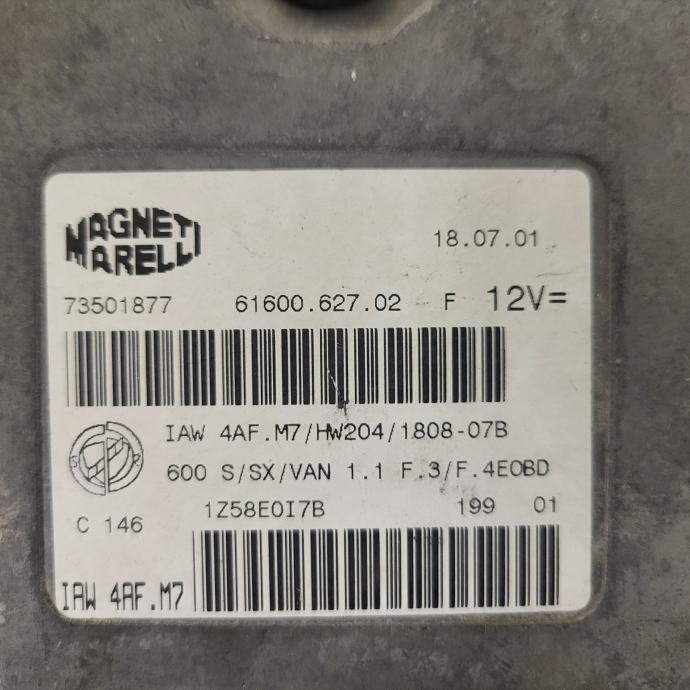 MAGNETI
MARELLI
18.07.01
73501877 61600.627.02 F 12V=
IAW 4AF.M7/HW204/1808-07B
600 S/SX/VAN 1.1 F.3/F.4EOBD
C 146 1Z58E0I7B 199 01
IAW 4AF.M7